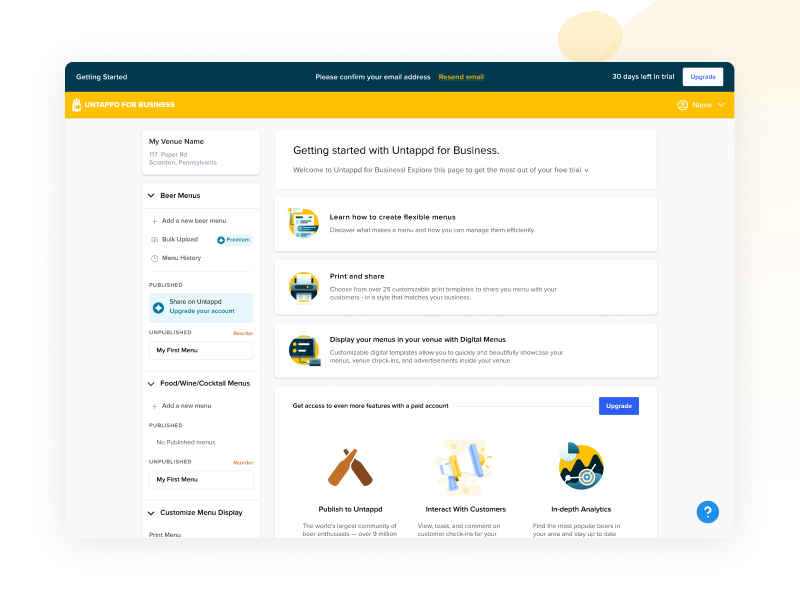 Getting Started
Please confirm your email address Resend email
30 days left in trial
Upgrade
UNTAPPD FOR BUSINESS
Name
My Venue Name
117 Paper Rd
Scranton, Pennsylvania
Beer Menus
Add a new beer menu
Bulk Upload
Premium
Menu History
PUBLISHED
Share on Untappd
Upgrade your account
UNPUBLISHED
Reorder
My First Menu
Food/Wine/Cocktail Menus
Add a new menu
PUBLISHED
No Published menus
UNPUBLISHED
Reorder
My First Menu
Customize Menu Display
Print Menu
Getting started with Untappd for Business.
Welcome to Untappd for Business! Explore this page to get the most out of your free trial. v
Learn how to create flexible menus
Discover what makes a menu and how you can manage them efficiently.
Print and share
Choose from over 25 customizable print templates to share you menu with your
customers - in a style that matches your business.
Display your menus in your venue with Digital Menus
Customizable digital templates allow you to quickly and beautifully showcase your
menus, venue check-ins, and advertisements inside your venue.
Get access to even more features with a paid account
Upgrade
Publish to Untappd
The world's largest community of
beer enthusiasts — over 9 million
Interact With Customers
View, toast, and comment on
customer check-ins for your
In-depth Analytics
Find the most popular beers in
your area and stay up to date
?